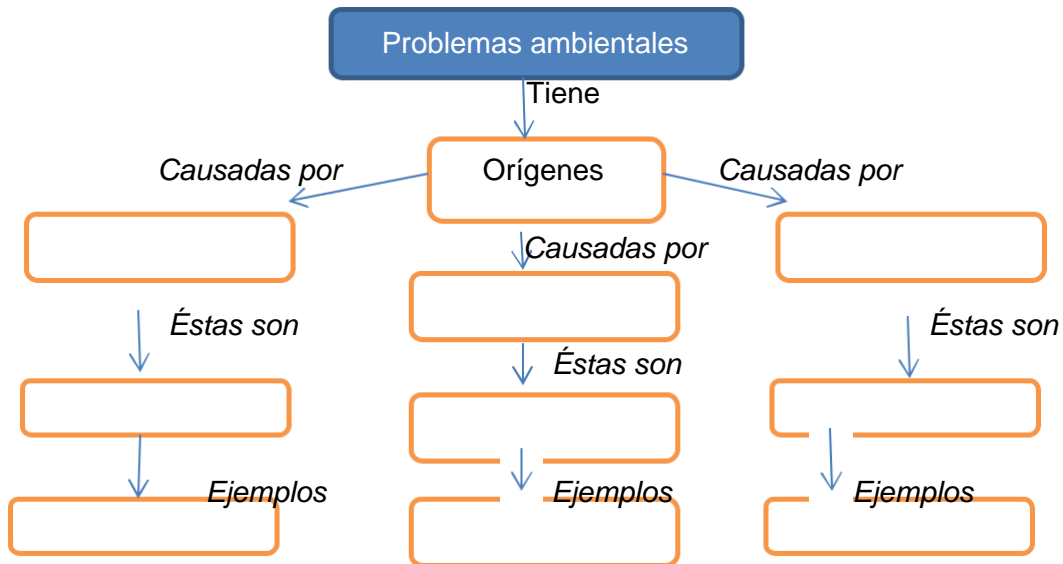 Problemas ambientales
Tiene
Orígenes
Causadas por
Causadas por
Causadas por
Éstas son
Éstas son
Éstas son
Ejemplos
Ejemplos
Ejemplos